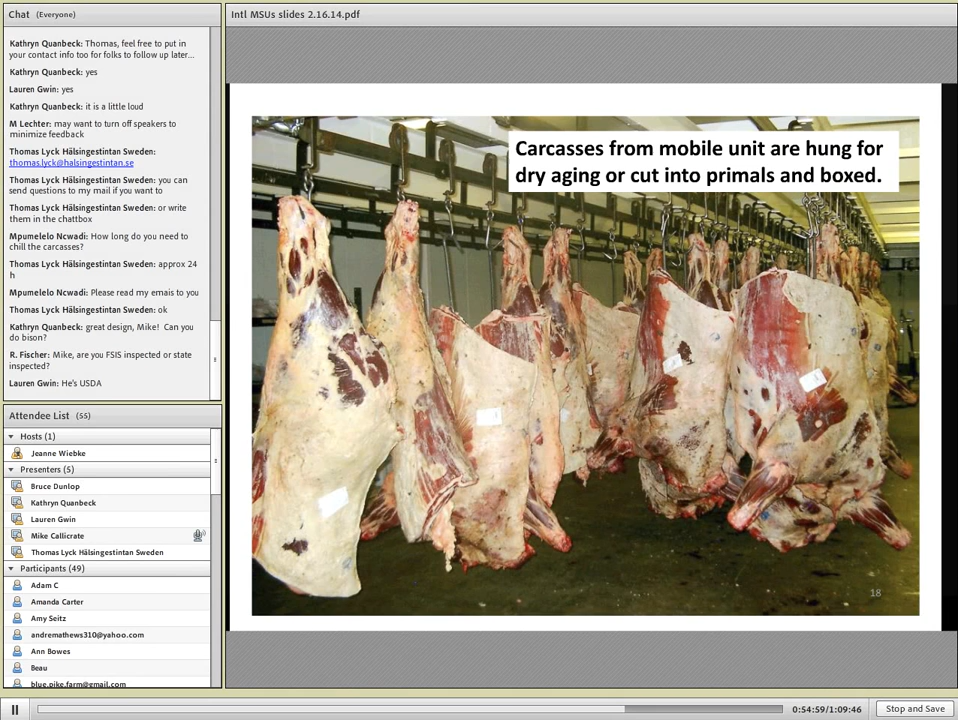 Chat (Everyone)
Kathryn Quanbeck: Thomas, feel free to put in
your contact info too for folks to follow up later...
Kathryn Quanbeck: yes
Lauren Gwin: yes
Kathryn Quanbeck: it is a little loud
M Lechter: may want to turn off speakers to
minimize feedback
Thomas Lyck Hälsingestintan Sweden:
thomas.lyck@halsingestintan.se
Thomas Lyck Hälsingestintan Sweden: you can
send questions to my mail if you want to
Thomas Lyck Hälsingestintan Sweden: or write
them in the chattbox
Mpumelelo Ncwadi: How long do you need to
chill the carcasses?
Thomas Lyck Hälsingestintan Sweden: approx 24
h
Mpumelelo Ncwadi: Please read my emais to you
Thomas Lyck Hälsingestintan Sweden: ok
Kathryn Quanbeck: great design, Mike! Can you
do bison?
R. Fischer: Mike, are you FSIS inspected or state
inspected?
Lauren Gwin: He's USDA
Attendee List (55)
Hosts (1)
Jeanne Wiebke
Presenters (5)
Bruce Dunlop
Kathryn Quanbeck
Lauren Gwin
Mike Callicrate
Thomas Lyck Hälsingestintan Sweden
Participants (49)
Adam C
Amanda Carter
Amy Seitz
andremathews310@yahoo.com
Ann Bowes
Beau
blue.pike.farm@gmail.com
Intl MSUs slides 2.16.14.pdf
Carcasses from mobile unit are hung for
dry aging or cut into primals and boxed.
18
0:54:59/1:09:46
Stop and Save